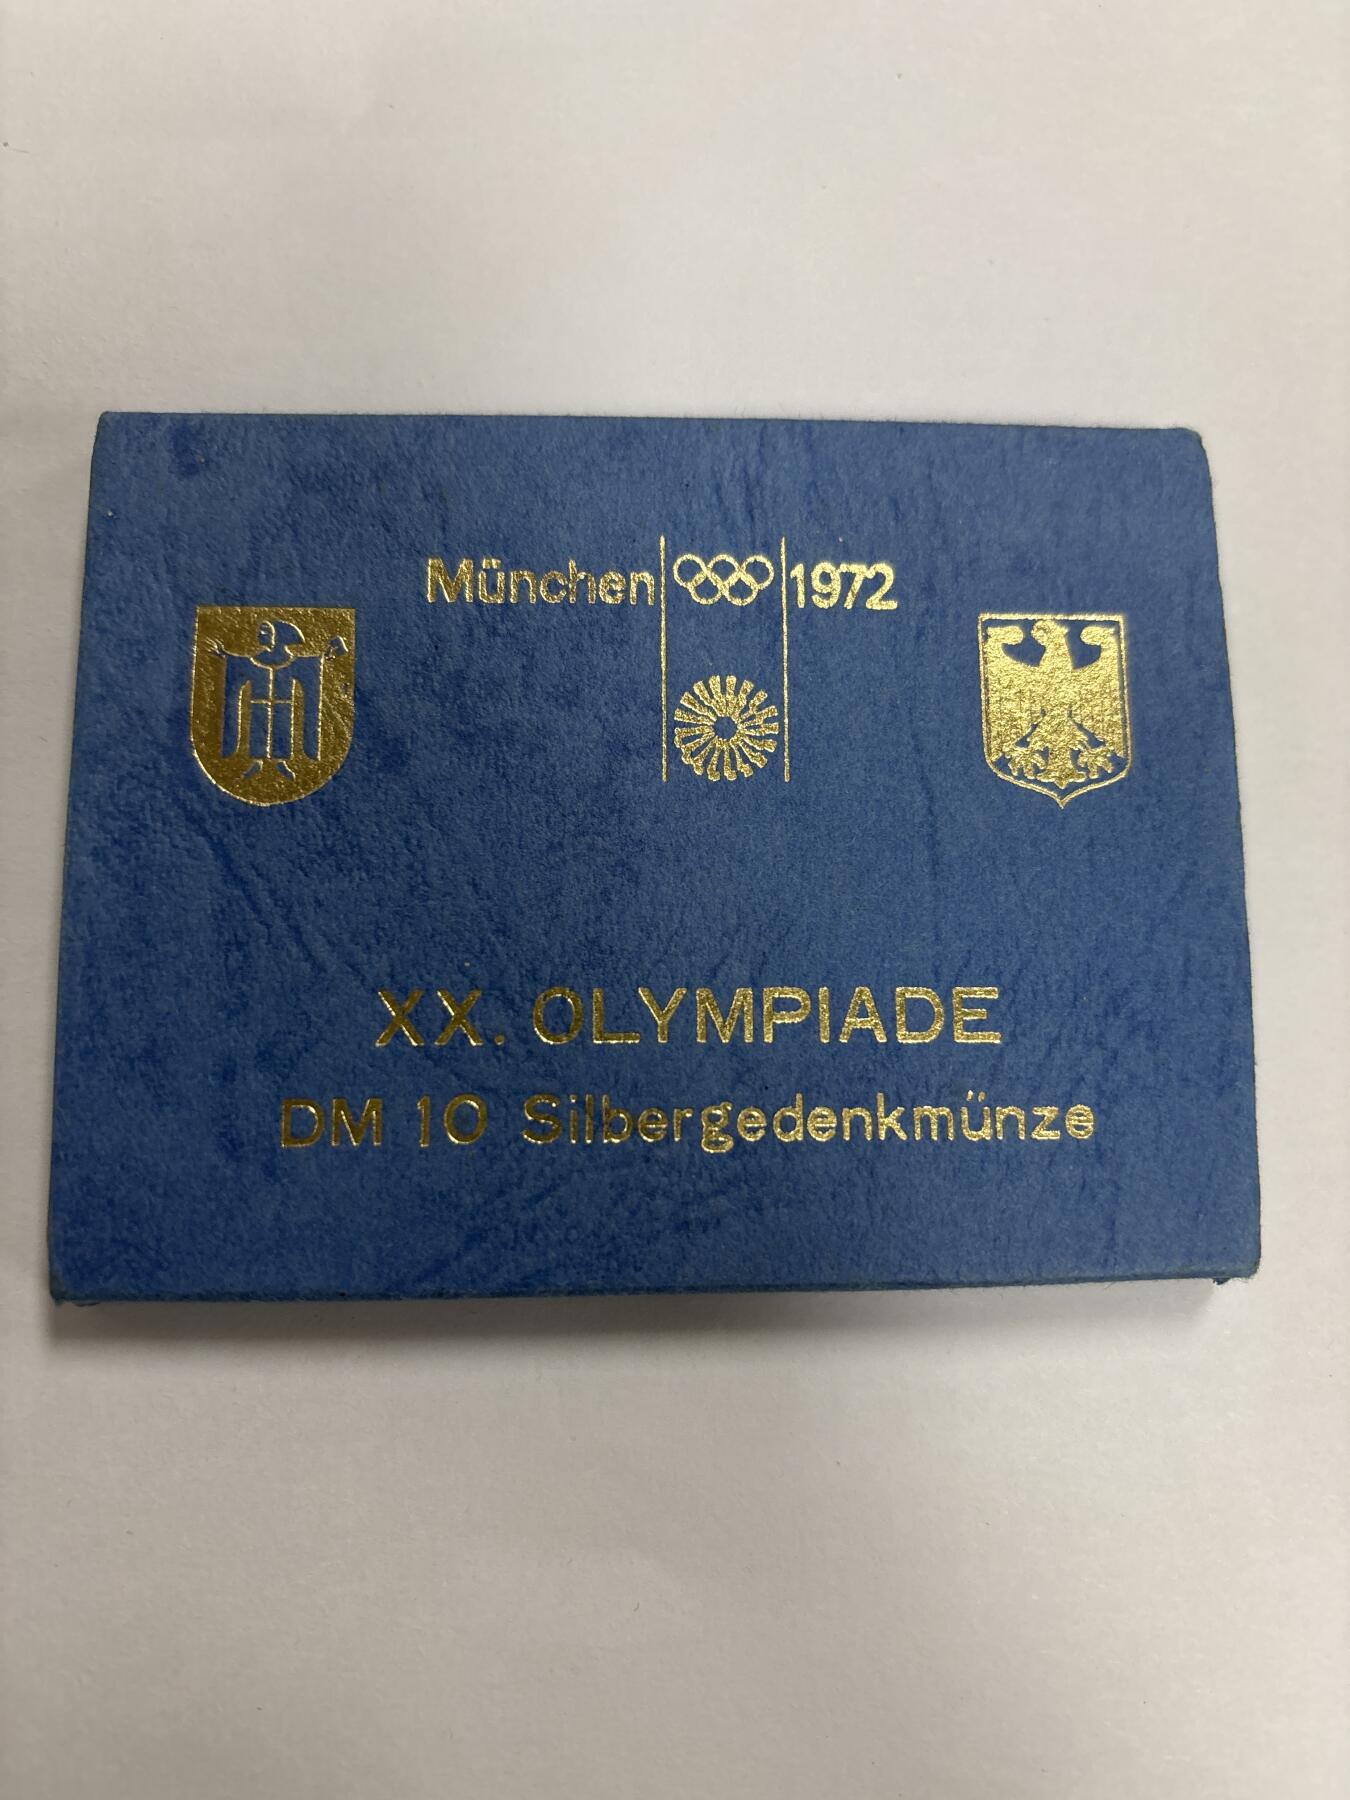 München 1972
XX. OLYMPIADE
DM 10 Silbergedenkmünze